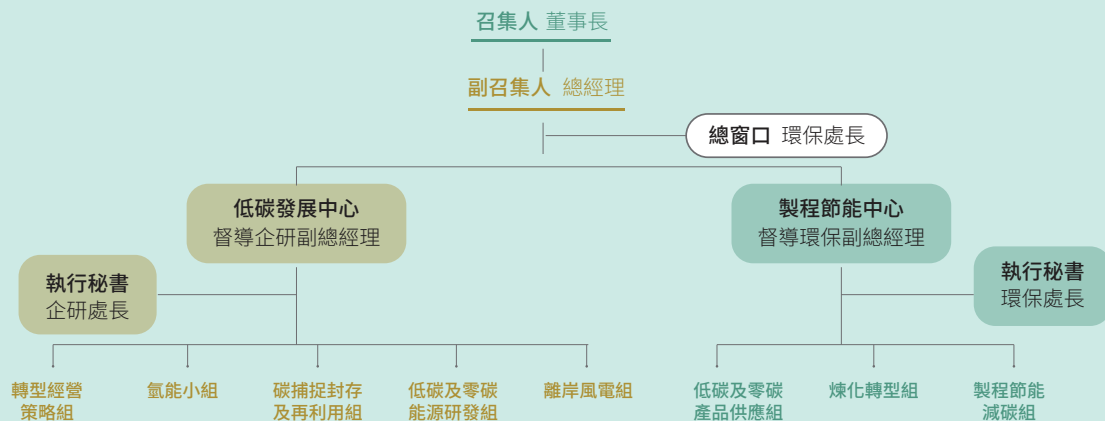 召集人 董事長
副召集人 總經理
總窗口 環保處長
低碳發展中心
督導企研副總經理
製程節能中心
督導環保副總經理
執行秘書
企研處長
執行秘書
環保處長
轉型經營
策略組
氫能小組
碳捕捉封存
及再利用組
低碳及零碳
能源研發組
離岸風電組
低碳及零碳
產品供應組
煉化轉型組
製程節能
減碳組